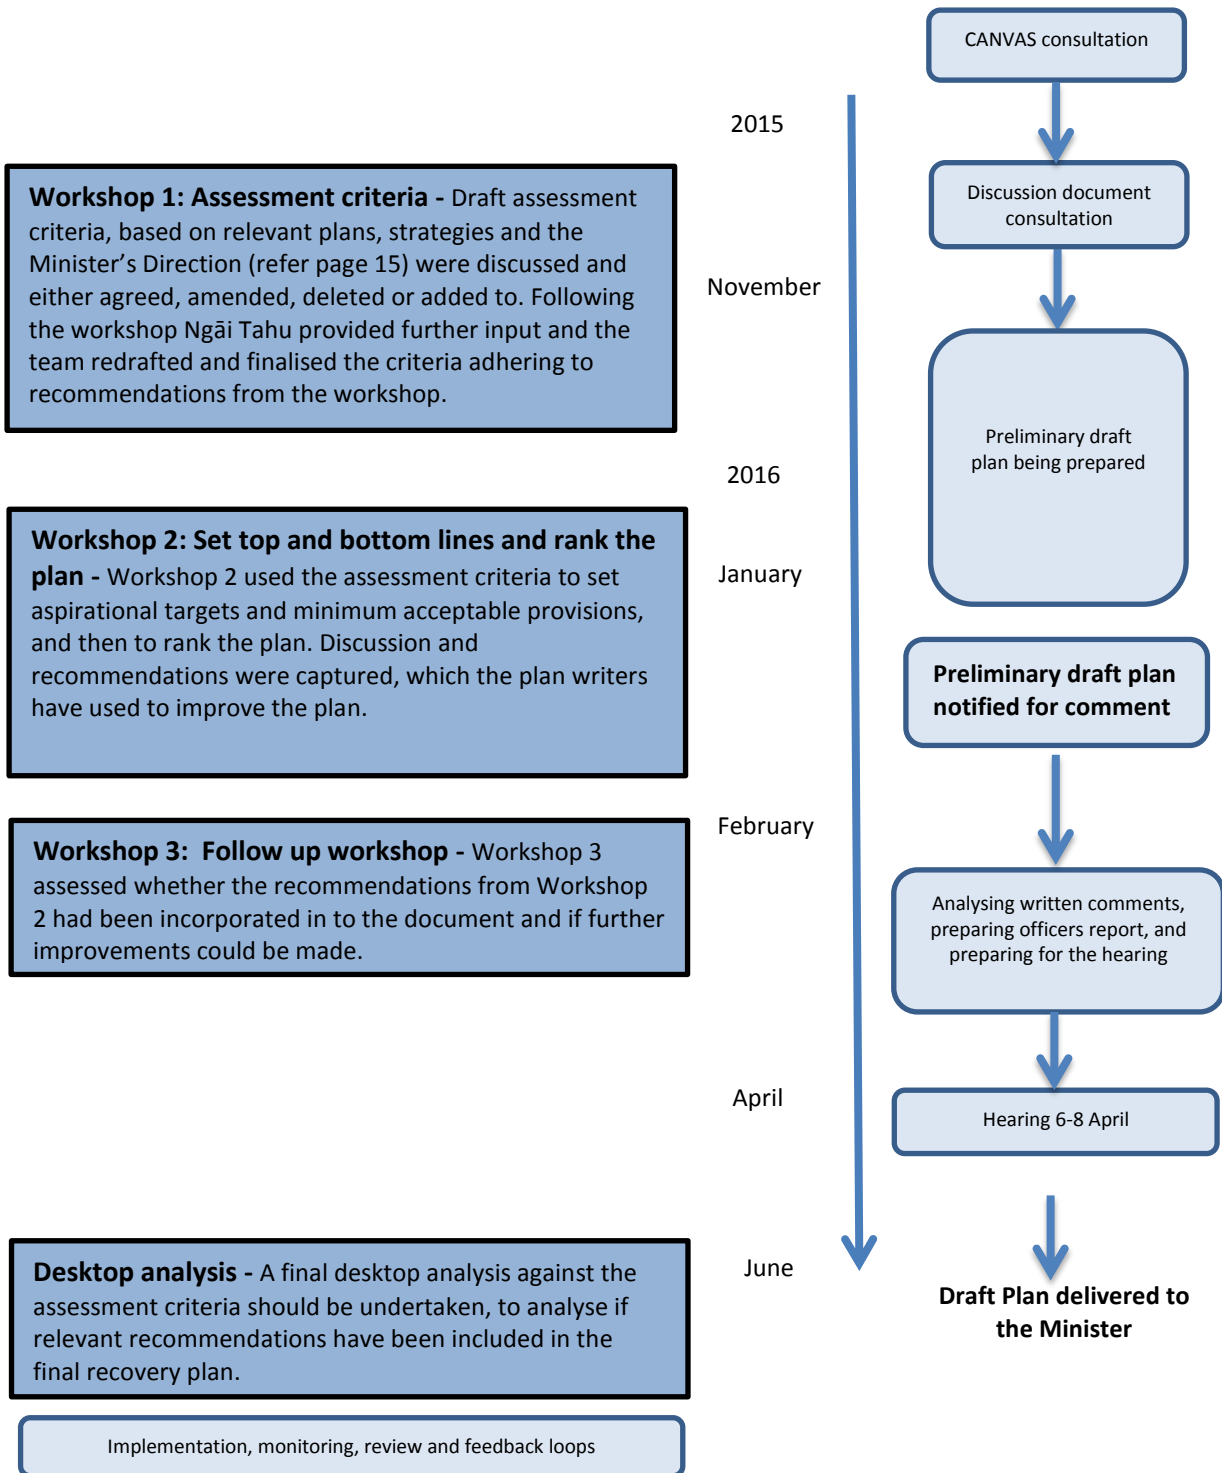 CANVAS consultation
2015
Discussion document
consultation
Workshop 1: Assessment criteria - Draft assessment
criteria, based on relevant plans, strategies and the
Minister’s Direction (refer page 15) were discussed and
either agreed, amended, deleted or added to. Following
the workshop Ngāi Tahu provided further input and the
team redrafted and finalised the criteria adhering to
recommendations from the workshop.
November
Preliminary draft
plan being prepared
2016
Workshop 2: Set top and bottom lines and rank the
plan - Workshop 2 used the assessment criteria to set
aspirational targets and minimum acceptable provisions,
and then to rank the plan. Discussion and
recommendations were captured, which the plan writers
have used to improve the plan.
January
Preliminary draft plan
notified for comment
February
Workshop 3:  Follow up workshop - Workshop 3
assessed whether the recommendations from Workshop
2 had been incorporated in to the document and if further
improvements could be made.
Analysing written comments,
preparing officers report, and
preparing for the hearing
April
Hearing 6-8 April
June
Desktop analysis - A final desktop analysis against the
assessment criteria should be undertaken, to analyse if
relevant recommendations have been included in the
final recovery plan.
Draft Plan delivered to
the Minister
Implementation, monitoring, review and feedback loops